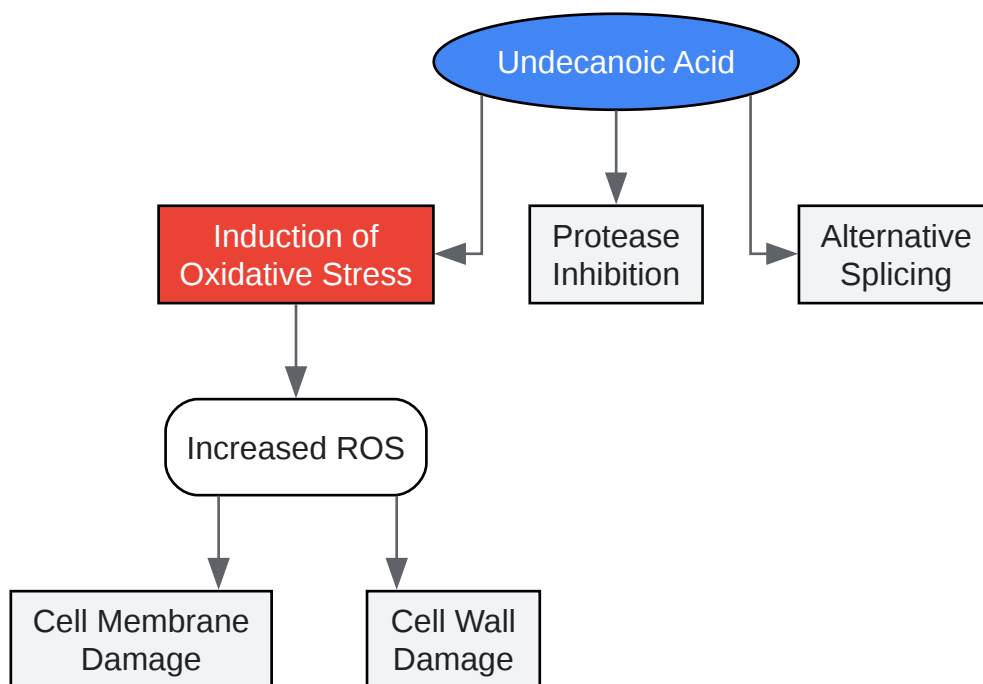 Undecanoic Acid
Induction of
Oxidative Stress
Protease
Inhibition
Alternative
Splicing
Increased ROS
Cell Membrane
Damage
Cell Wall
Damage